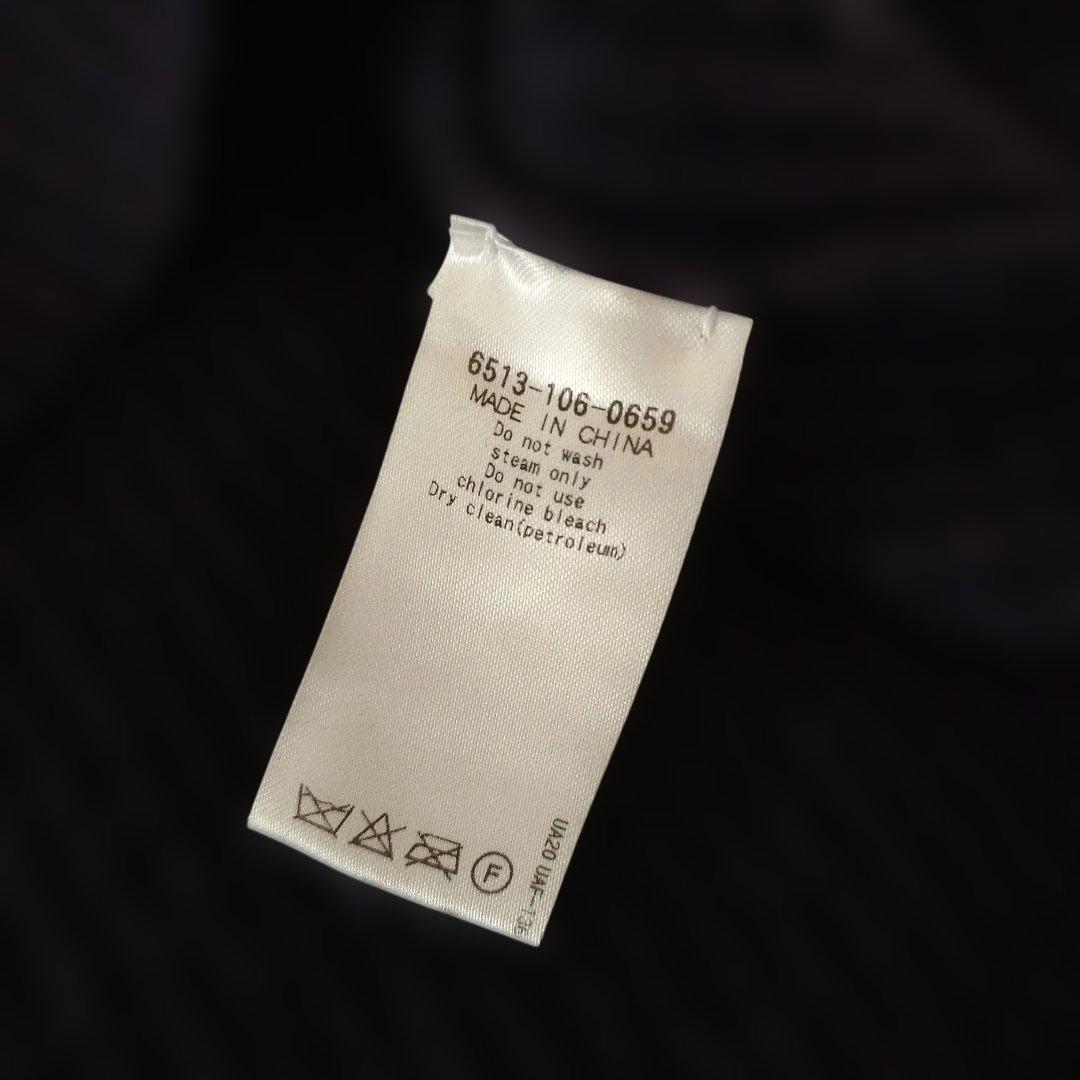 6513-106-0659
MADE IN CHINA
Do not wash
steam only
Do not use
chlorine bleach
Dry clean(petroleum)
F
UA20 UAF-136